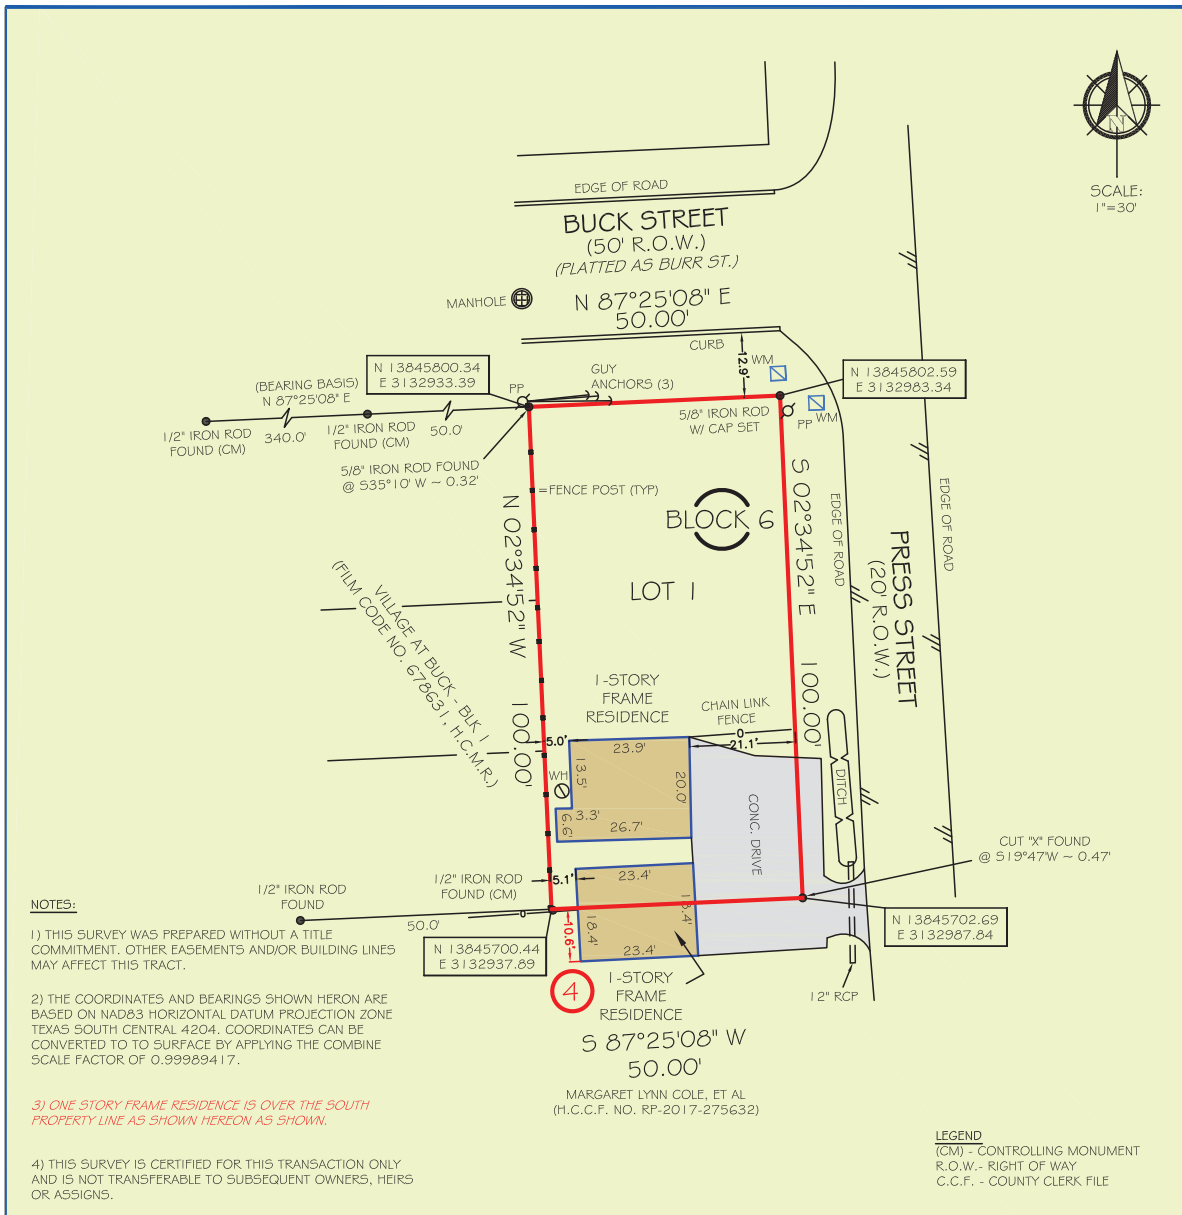 N
SCALE:
1"=30'
EDGE OF ROAD
BUCK STREET
(50' R.O.W.)
(PLATTED AS BURR ST.)
MANHOLE
N 87°25'08" E
50.00'
CURB
12.9'
WM
N 13845800.34
E 3132933.39
GUY
ANCHORS (3)
PP
N 13845802.59
E 3132983.34
(BEARING BASIS)
N 87°25'08" E
1/2" IRON ROD
FOUND (CM)
340.0'
1/2" IRON ROD
FOUND (CM)
50.0'
5/8" IRON ROD
W/ CAP SET
PP
WM
5/8" IRON ROD FOUND
@ S35°10' W ~ 0.32'
=FENCE POST (TYP)
BLOCK 6
LOT 1
N 02°34'52" W
100.00'
S 02°34'52" E
100.00'
EDGE OF ROAD
EDGE OF ROAD
PRESS STREET
(20' R.O.W.)
VILLAGE AT BUCK - BLK 1
(FILM CODE NO. 678631, H.C.M.R.)
1-STORY
FRAME
RESIDENCE
CHAIN LINK
FENCE
5.0'
23.9'
21.1'
13.5'
20.0'
WH
3.3'
6.6'
26.7'
CONC. DRIVE
DITCH
CUT "X" FOUND
@ S19°47'W ~ 0.47'
1/2" IRON ROD
FOUND (CM)
5.1'
23.4'
18.4'
18.4'
23.4'
10.6'
1/2" IRON ROD
FOUND
50.0'
N 13845700.44
E 3132937.89
N 13845702.69
E 3132987.84
4
1-STORY
FRAME
RESIDENCE
12" RCP
S 87°25'08" W
50.00'
MARGARET LYNN COLE, ET AL
(H.C.C.F. NO. RP-2017-275632)
NOTES:
1) THIS SURVEY WAS PREPARED WITHOUT A TITLE
COMMITMENT. OTHER EASEMENTS AND/OR BUILDING LINES
MAY AFFECT THIS TRACT.
2) THE COORDINATES AND BEARINGS SHOWN HERON ARE
BASED ON NAD83 HORIZONTAL DATUM PROJECTION ZONE
TEXAS SOUTH CENTRAL 4204. COORDINATES CAN BE
CONVERTED TO TO SURFACE BY APPLYING THE COMBINE
SCALE FACTOR OF 0.99989417.
3) ONE STORY FRAME RESIDENCE IS OVER THE SOUTH
PROPERTY LINE AS SHOWN HEREON AS SHOWN.
4) THIS SURVEY IS CERTIFIED FOR THIS TRANSACTION ONLY
AND IS NOT TRANSFERABLE TO SUBSEQUENT OWNERS, HEIRS
OR ASSIGNS.
LEGEND
(CM) - CONTROLLING MONUMENT
R.O.W.- RIGHT OF WAY
C.C.F. - COUNTY CLERK FILE